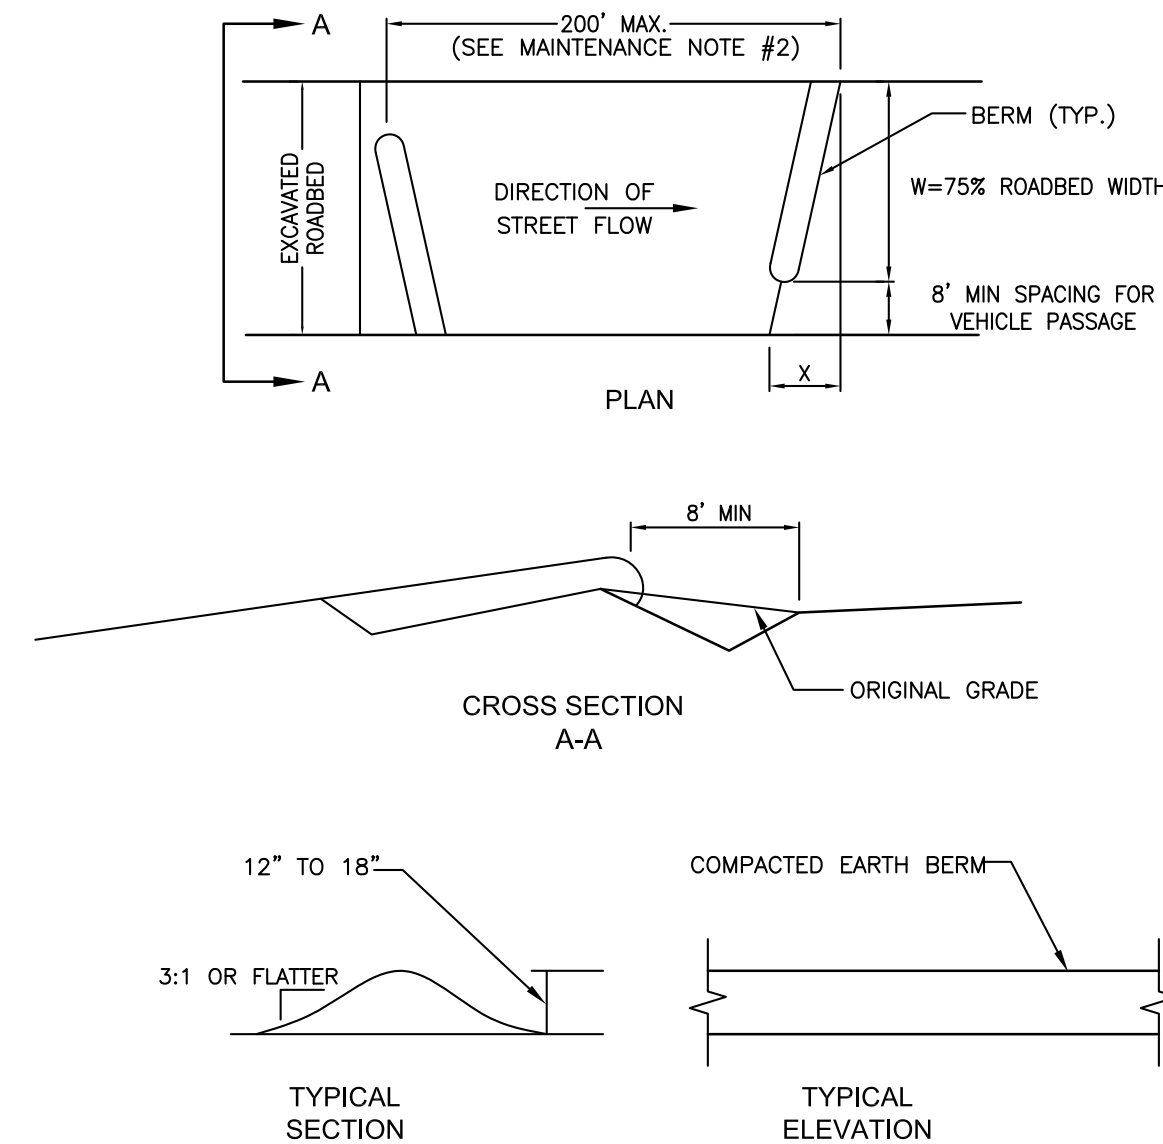 A
200' MAX.
(SEE MAINTENANCE NOTE #2)
BERM (TYP.)
EXCAVATED
ROADBED
DIRECTION OF
STREET FLOW
W=75% ROADBED WIDTH
8' MIN SPACING FOR
VEHICLE PASSAGE
X
A
PLAN
8' MIN
ORIGINAL GRADE
CROSS SECTION
A-A
12" TO 18"
COMPACTED EARTH BERM
3:1 OR FLATTER
TYPICAL
SECTION
TYPICAL
ELEVATION